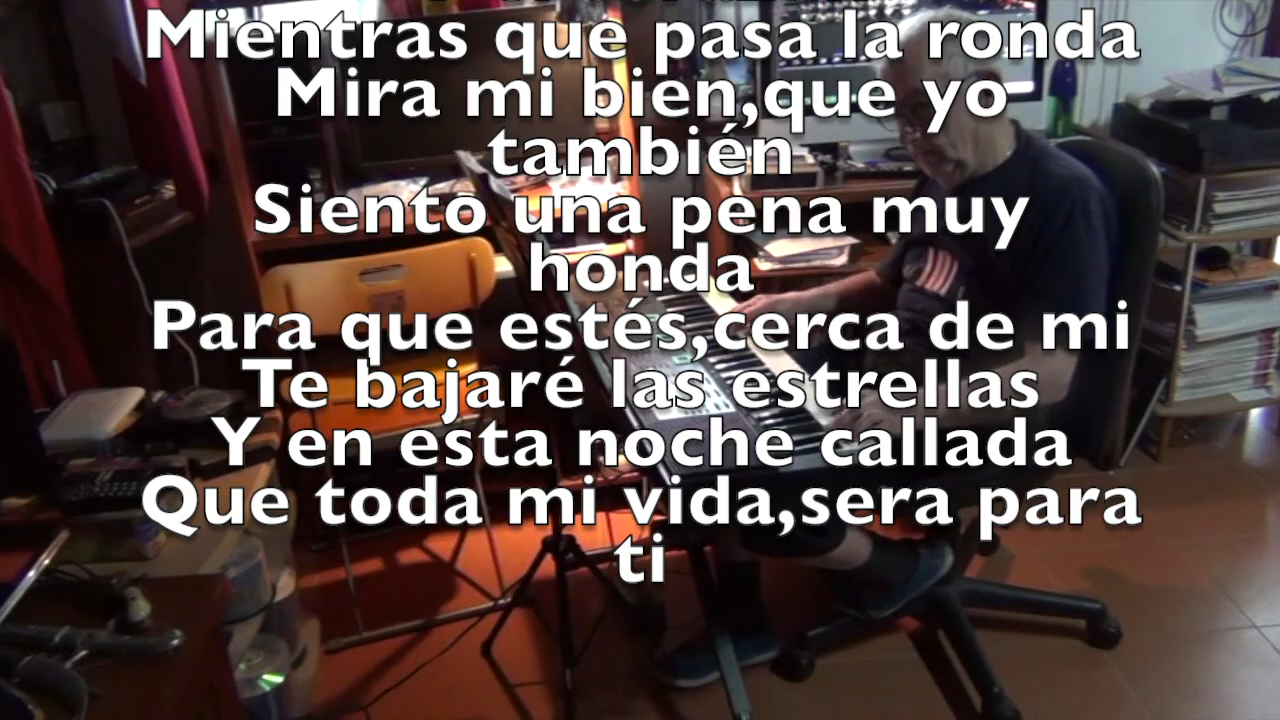 Mientras que pasa la ronda
Mira mi bien,que yo
también
Siento una pena muy
honda
Para que estés,cerca de mi
Te bajaré las estrellas
Y en esta noche callada
Que toda mi vida,sera para
ti